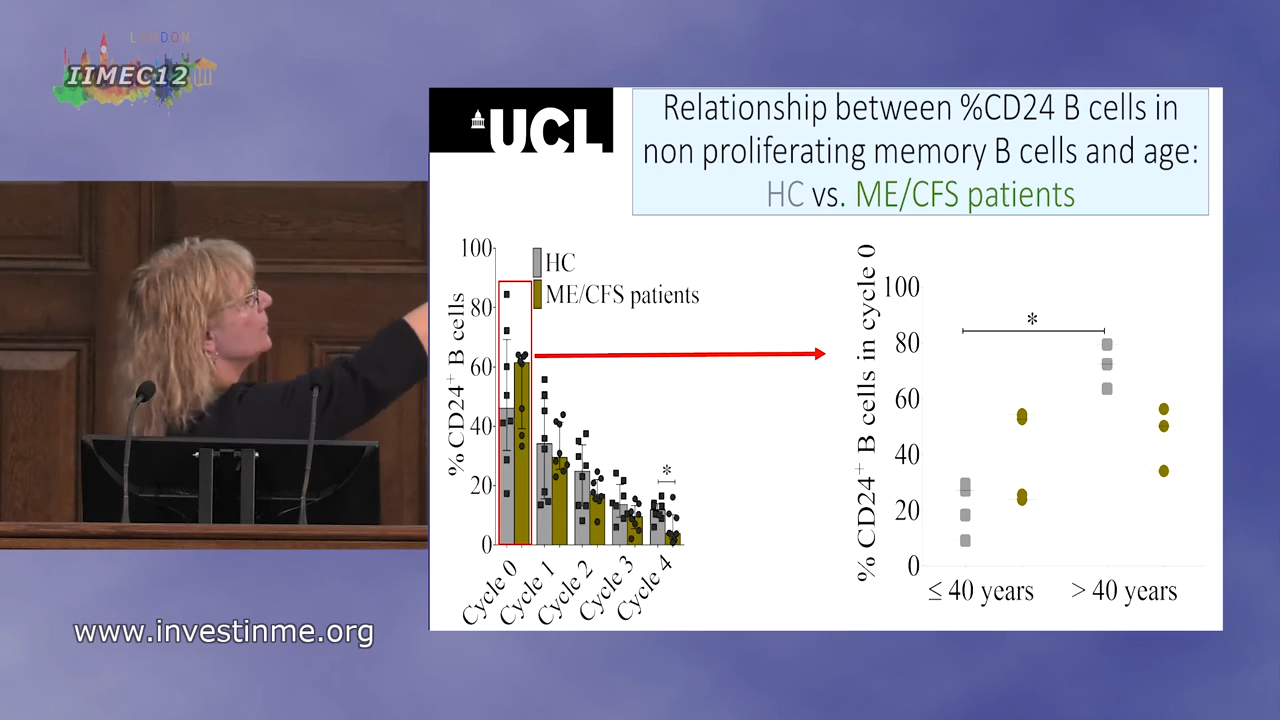 LONDON
IIMEC12
UCL
Relationship between %CD24 B cells in
non proliferating memory B cells and age:
HC vs. ME/CFS patients
HC
ME/CFS patients
% CD24+ B cells
100
80
60
40
20
0
*
Cycle 0
Cycle 1
Cycle 2
Cycle 3
Cycle 4
% CD24+ B cells in cycle 0
100
80
60
40
20
0
*
≤ 40 years
> 40 years
www.investinme.org